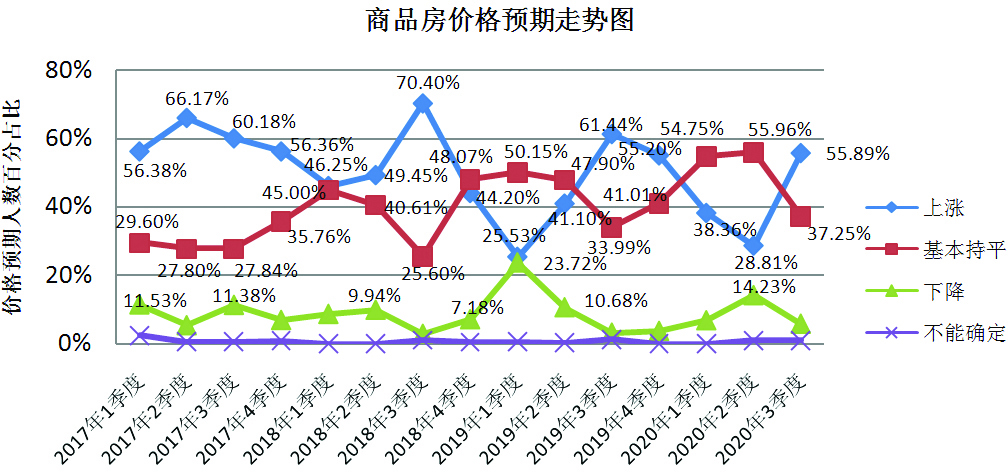 商品房价格预期走势图
价格预期人数百分占比
80%
60%
40%
20%
0%
56.38%
66.17%
60.18%
56.36%
46.25%
49.45%
70.40%
44.20%
25.53%
41.10%
61.44%
55.20%
38.36%
28.81%
55.89%
29.60%
27.80%
27.84%
35.76%
45.00%
40.61%
25.60%
48.07%
50.15%
47.90%
33.99%
41.01%
54.75%
55.96%
37.25%
11.53%
11.38%
9.94%
7.18%
23.72%
10.68%
14.23%
上涨
基本持平
下降
不能确定
2017年1季度
2017年2季度
2017年3季度
2017年4季度
2018年1季度
2018年2季度
2018年3季度
2018年4季度
2019年1季度
2019年2季度
2019年3季度
2019年4季度
2020年1季度
2020年2季度
2020年3季度